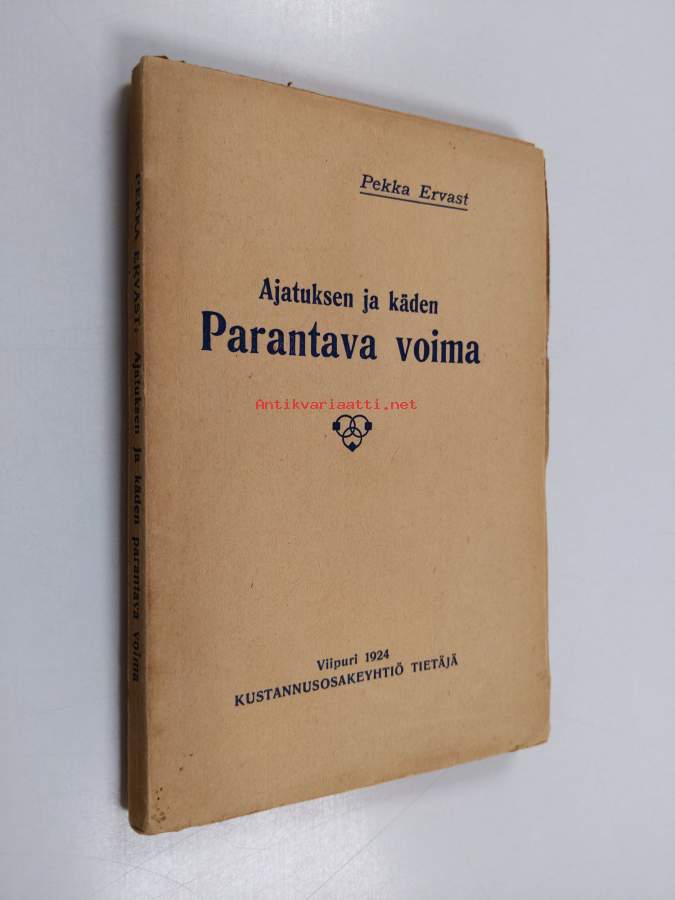 Pekka Ervast
Ajatuksen ja käden
Parantava voima
Antikvariaatti.net
Viipuri 1924
KUSTANNUSOSAKEYHTIÖ TIETÄJÄ
PEKKA ERVAST: Ajatuksen ja käden parantava voima